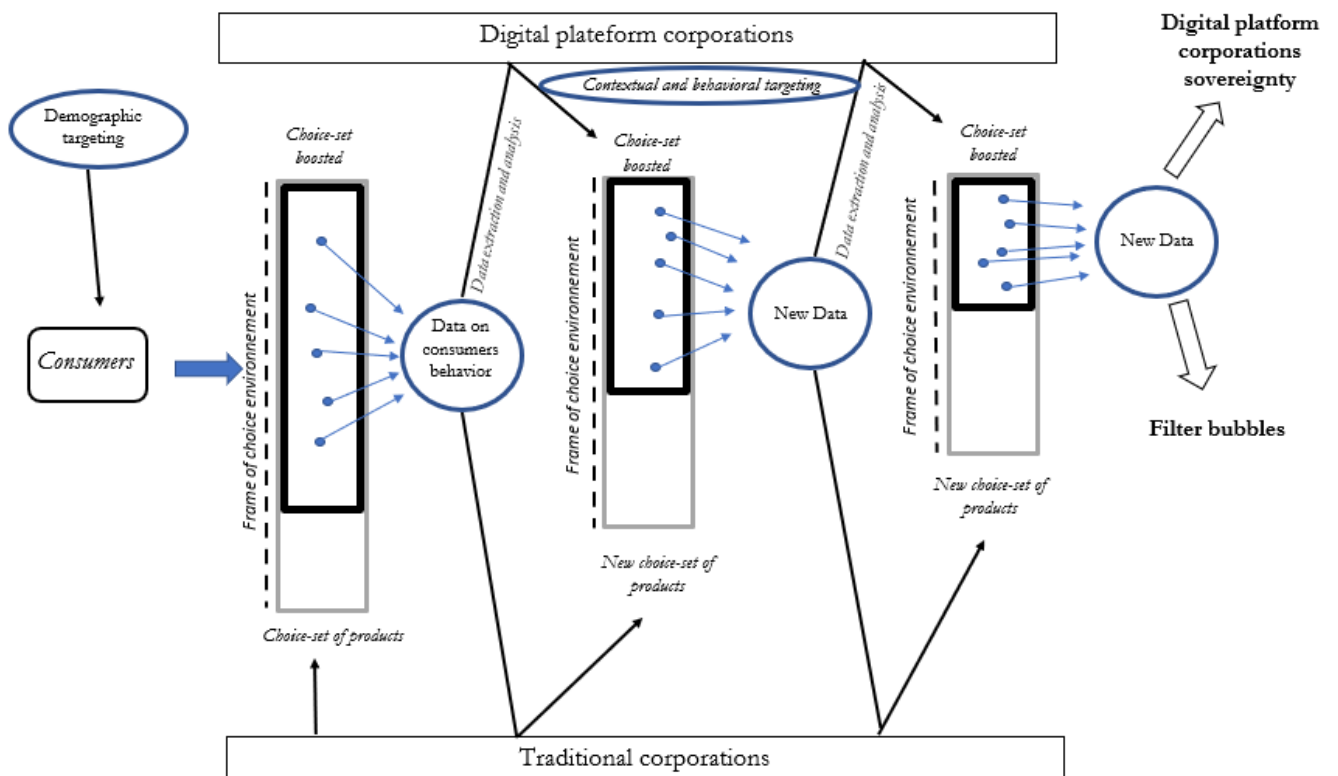 Digital plateform corporations
Digital platform
corporations
sovereignty
Demographic
targeting
Contextual and behavioral targeting
Choice-set
boosted
Data extraction and analysis
Choice-set
boosted
Data extraction and analysis
Choice-set
boosted
Consumers
Frame of choice environnement
Data on
consumers
behavior
Frame of choice environnement
New Data
Frame of choice environnement
New Data
Filter bubbles
Choice-set of products
New choice-set of
products
New choice-set of
products
Traditional corporations